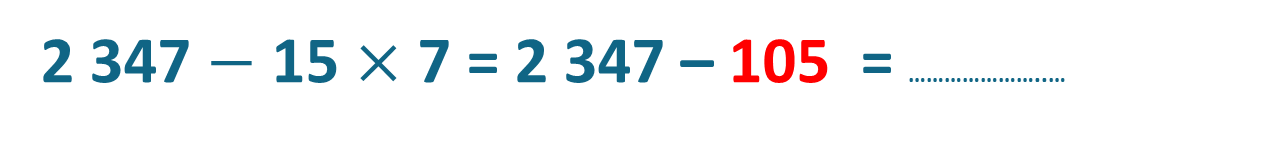 2 347 − 15 × 7 = 2 347 – 105 = ………………..…